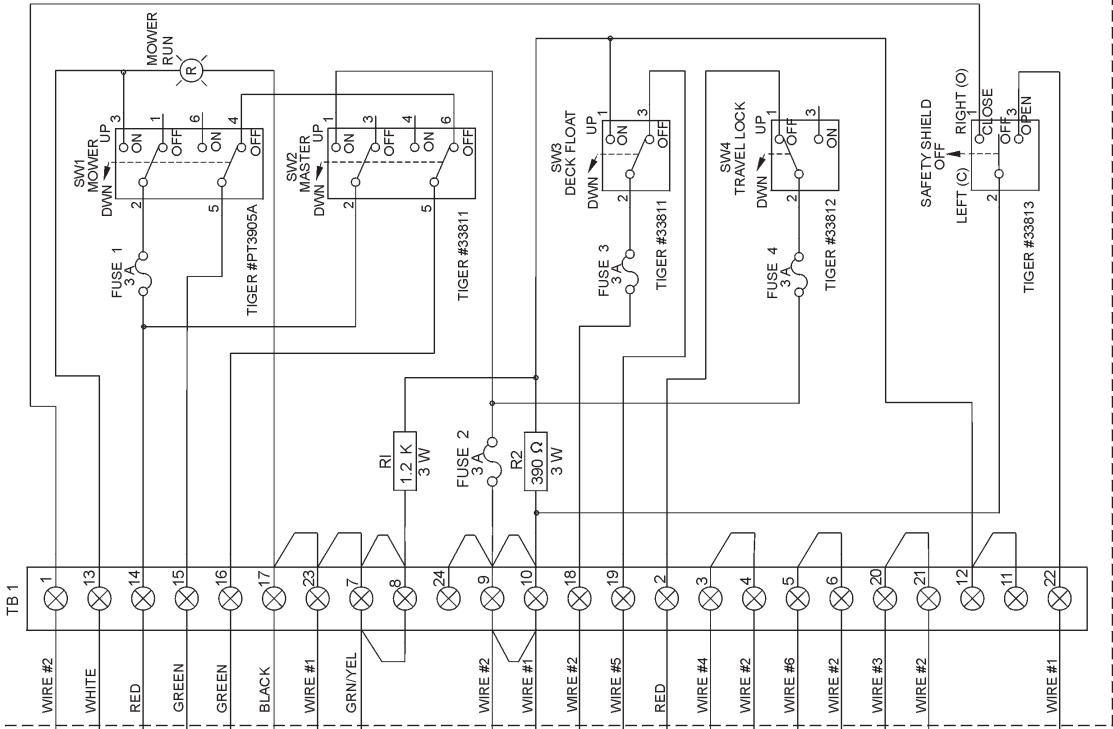 MOWER
RUN
R
SW1
MOWER
DWN
UP
3
ON
1
OFF
6
ON
4
OFF
2
5
FUSE 1
3 A
TIGER #PT3905A
SW2
MASTER
DWN
UP
1
ON
3
OFF
4
ON
6
OFF
2
5
TIGER #33811
SW3
DECK FLOAT
DWN
UP
1
ON
3
OFF
2
FUSE 3
3 A
TIGER #33811
SW4
TRAVEL LOCK
DWN
UP
1
OFF
3
ON
2
FUSE 4
3 A
TIGER #33812
SAFETY SHIELD
OFF
LEFT (C)
RIGHT (O)
1
CLOSE
OFF
3
OPEN
2
TIGER #33813
RI
1.2 K
3 W
FUSE 2
3 A
R2
390 Ω
3 W
TB 1
1
13
14
15
16
17
23
7
8
24
9
10
18
19
2
3
4
5
6
20
21
12
11
22
WIRE #2
WHITE
RED
GREEN
GREEN
BLACK
WIRE #1
GRN/YEL
WIRE #2
WIRE #1
WIRE #2
WIRE #5
RED
WIRE #4
WIRE #2
WIRE #6
WIRE #2
WIRE #3
WIRE #2
WIRE #1